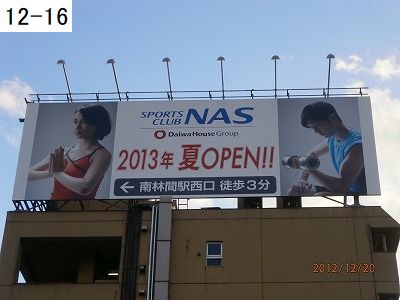 12-16
SPORTS CLUB NAS
Daiwa House Group
2013年 夏OPEN!!
← 南林間駅西口 徒歩3分
2012/12/20